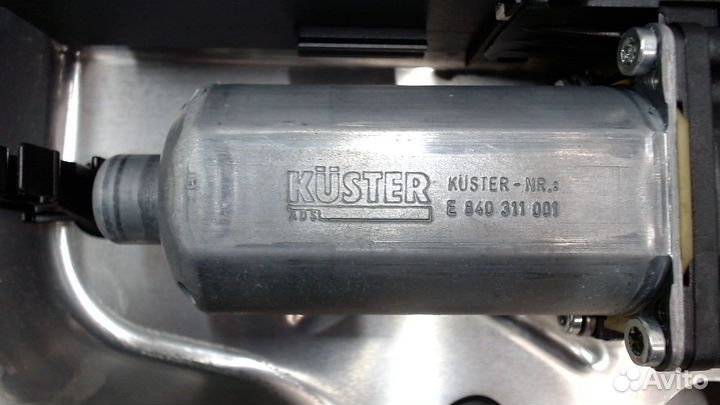 KÜSTER
ADS
KÜSTER-NR.:
E 840 311 001
Avito